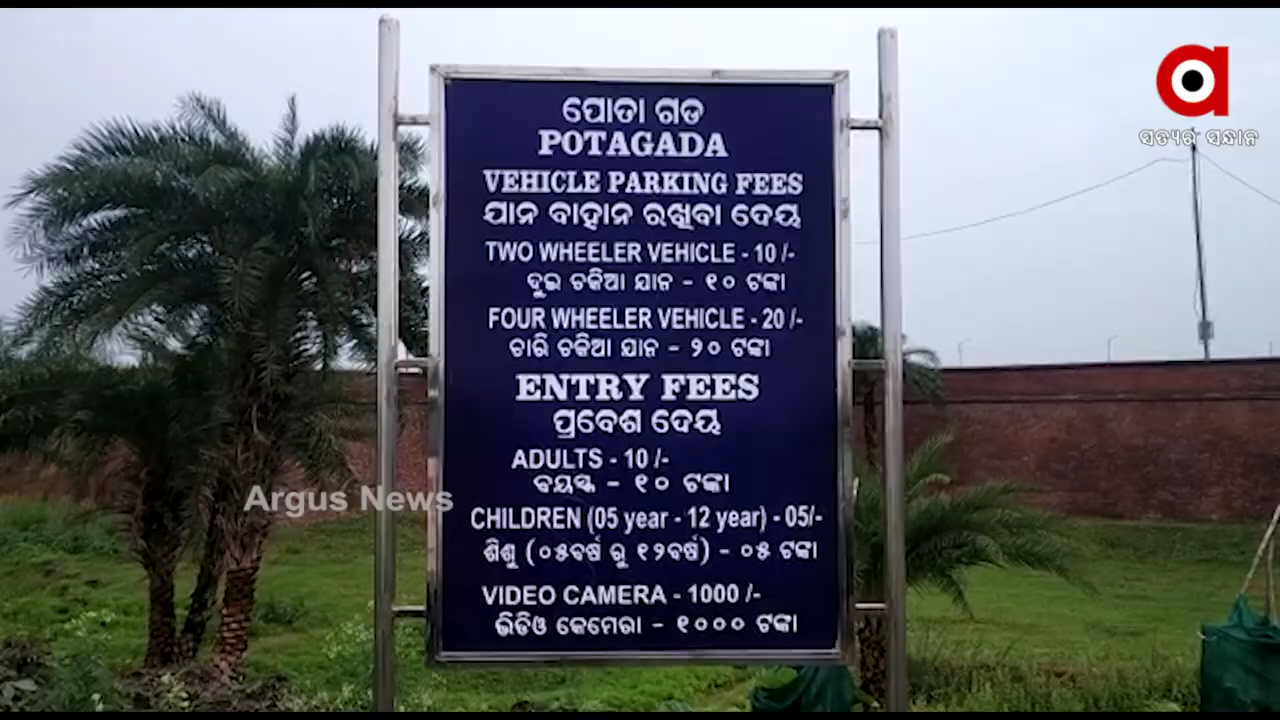 ପୋଡା ଗଡ
POTAGADA
VEHICLE PARKING FEES
ଯାନ ବାହାନ ରଖିବା ଦେୟ
TWO WHEELER VEHICLE - 10 /-
ଦୁଇ ଚକିଆ ଯାନ - ୧୦ ଟଙ୍କା
FOUR WHEELER VEHICLE - 20 /-
ଚାରି ଚକିଆ ଯାନ - ୨୦ ଟଙ୍କା
ENTRY FEES
ପ୍ରବେଶ ଦେୟ
ADULTS - 10 /-
ବୟସ୍କ - ୧୦ ଟଙ୍କା
CHILDREN (05 year - 12 year) - 05/-
ଶିଶୁ (୦୫ବର୍ଷ ରୁ ୧୨ବର୍ଷ) - ୦୫ ଟଙ୍କା
VIDEO CAMERA - 1000 /-
ଭିଡିଓ କେମେରା - ୧୦୦୦ ଟଙ୍କା
ସତ୍ୟର ସନ୍ଧାନ
Argus News